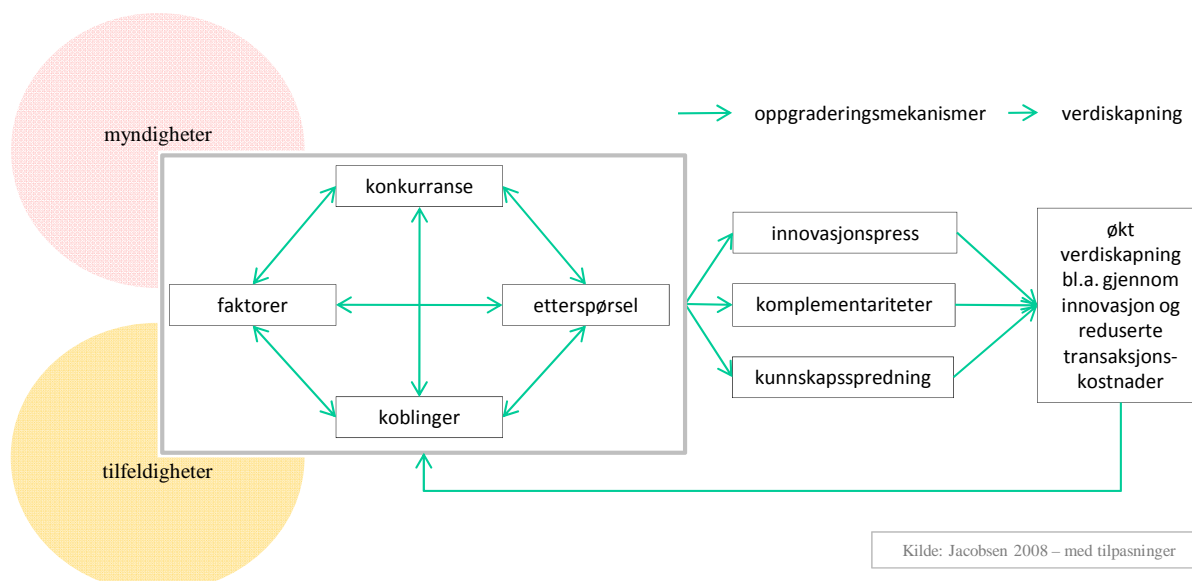 myndigheter
oppgraderingsmekanismer
verdiskapning
konkurranse
faktorer
etterspørsel
koblinger
innovasjonspress
komplementariteter
kunnskapsspredning
økt
verdiskapning
bl.a. gjennom
innovasjon og
reduserte
transaksjons-
kostnader
tilfeldigheter
Kilde: Jacobsen 2008 – med tilpasninger